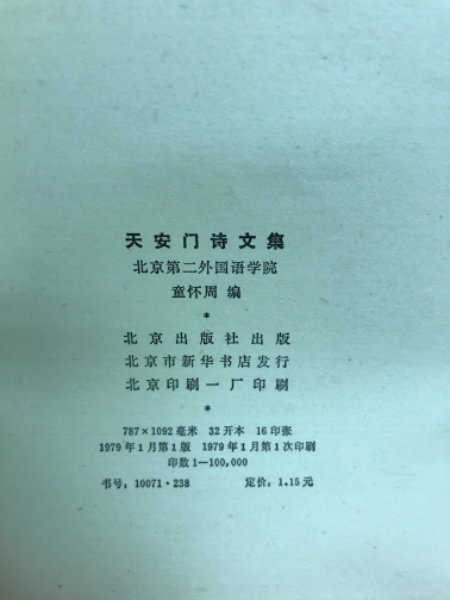 天安门诗文集
北京第二外国语学院
童怀周 编
*
北京出版社出版
北京市新华书店发行
北京印刷一厂印刷
*
787×1092毫米 32开本 16印张
1979年1月第1版 1979年1月第1次印刷
印数1—100,000
书号：10071·238 定价：1.15元